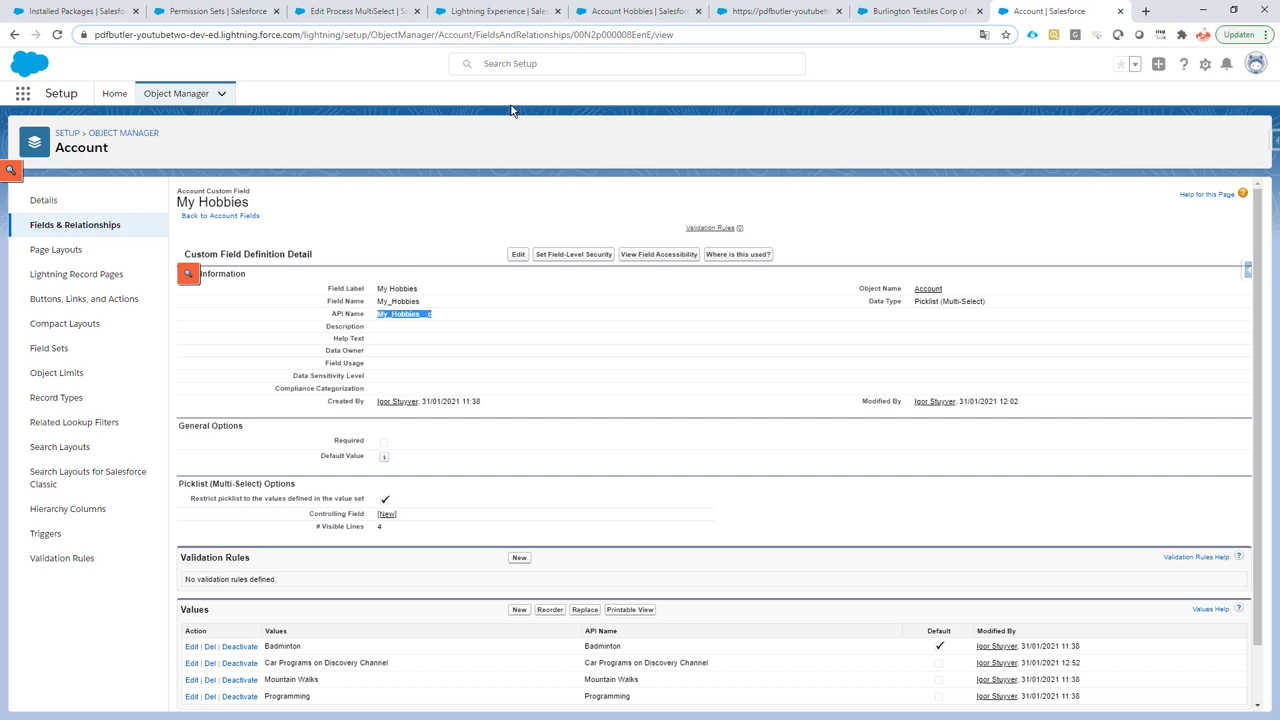 Installed Packages | Salesforce
Permission Sets | Salesforce
Edit Process MultiSelect | Sa
Lightning Experience | Salesforc
Account Hobbies | Salesforc
https://pdfbutler-youtubetw
Burlington Textiles Corp of
Account | Salesforce
pdfbutler-youtubetwo-dev-ed.lightning.force.com/lightning/setup/ObjectManager/Account/FieldsAndRelationships/00N2p000008EenE/view
Updaten
Search Setup
Setup
Home
Object Manager
SETUP > OBJECT MANAGER
Account
Details
Fields & Relationships
Page Layouts
Lightning Record Pages
Buttons, Links, and Actions
Compact Layouts
Field Sets
Object Limits
Record Types
Related Lookup Filters
Search Layouts
Search Layouts for Salesforce
Classic
Hierarchy Columns
Triggers
Validation Rules
Account Custom Field
My Hobbies
Back to Account Fields
Help for this Page
Validation Rules [0]
Custom Field Definition Detail
Edit
Set Field-Level Security
View Field Accessibility
Where is this used?
Information
Field Label My Hobbies Object Name Account
Field Name My_Hobbies Data Type Picklist (Multi-Select)
API Name My_Hobbies__c
Description
Help Text
Data Owner
Field Usage
Data Sensitivity Level
Compliance Categorization
Created By Igor Stuyver, 31/01/2021 11:38 Modified By Igor Stuyver, 31/01/2021 12:02
General Options
Required
Default Value
Picklist (Multi-Select) Options
Restrict picklist to the values defined in the value set
Controlling Field [New]
# Visible Lines 4
Validation Rules New Validation Rules Help ?
No validation rules defined.
Values New Reorder Replace Printable View Values Help ?
Action Values API Name Default Modified By
Edit | Del | Deactivate Badminton Badminton Igor Stuyver, 31/01/2021 11:38
Edit | Del | Deactivate Car Programs on Discovery Channel Car Programs on Discovery Channel Igor Stuyver, 31/01/2021 12:52
Edit | Del | Deactivate Mountain Walks Mountain Walks Igor Stuyver, 31/01/2021 11:38
Edit | Del | Deactivate Programming Programming Igor Stuyver, 31/01/2021 11:38